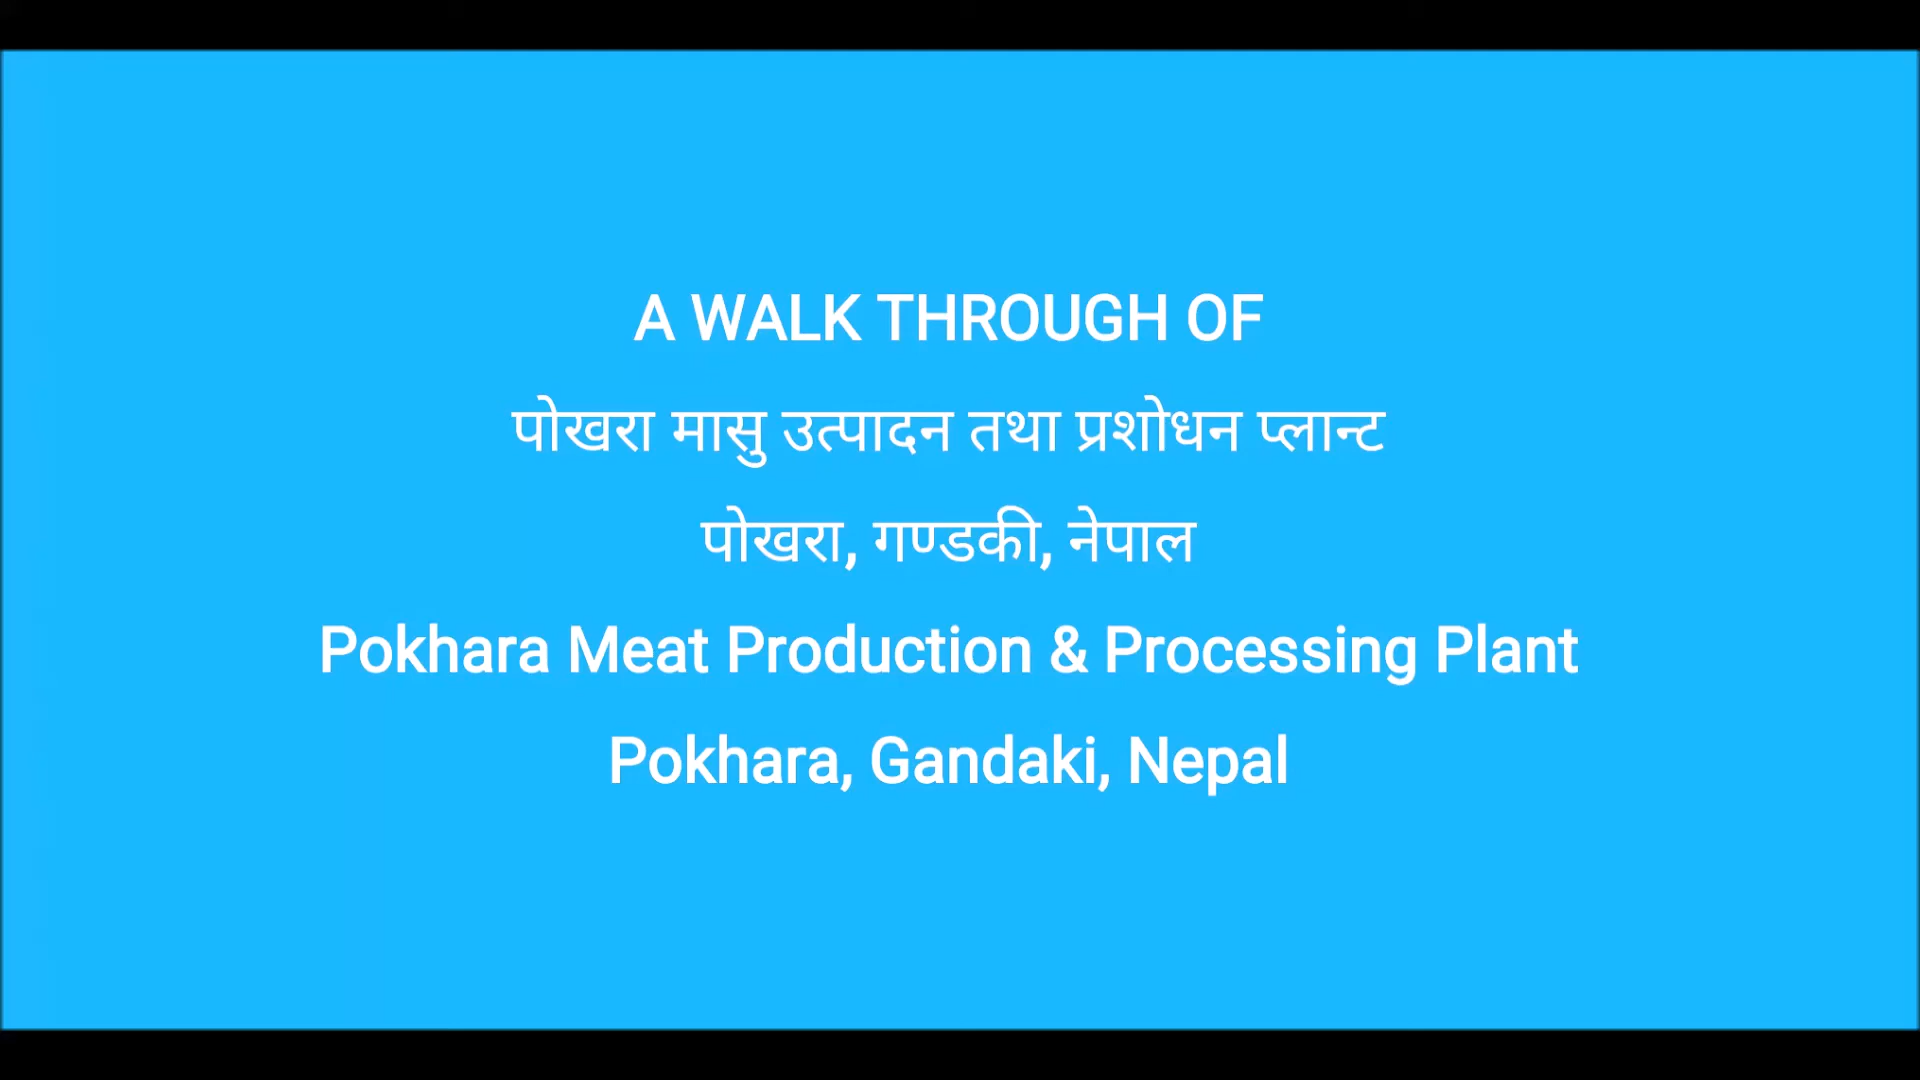 A WALK THROUGH OF
पोखरा मासु उत्पादन तथा प्रशोधन प्लान्ट
पोखरा, गण्डकी, नेपाल
Pokhara Meat Production & Processing Plant
Pokhara, Gandaki, Nepal